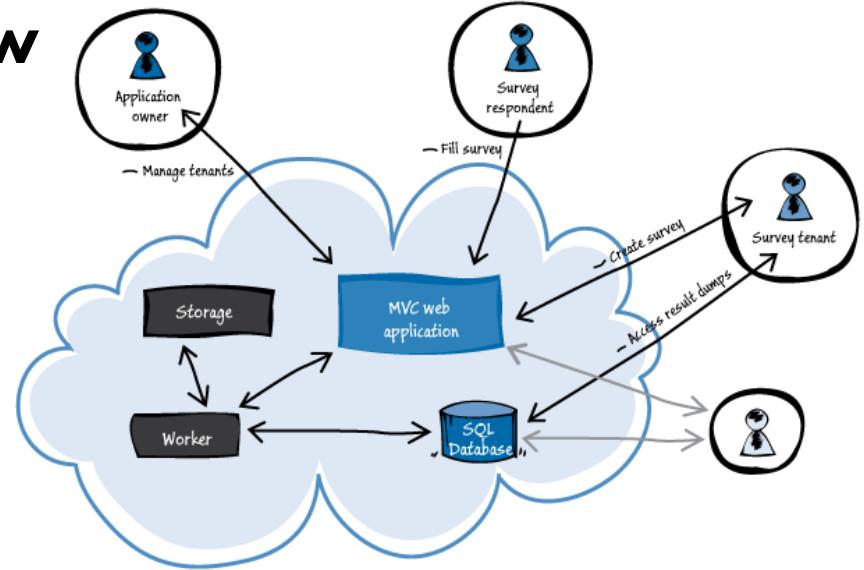 w
Application
owner
Survey
respondent
– Fill survey
– Manage tenants
Survey tenant
– Create survey
– Access result dumps
Storage
MVC web
application
Worker
SQL
Database